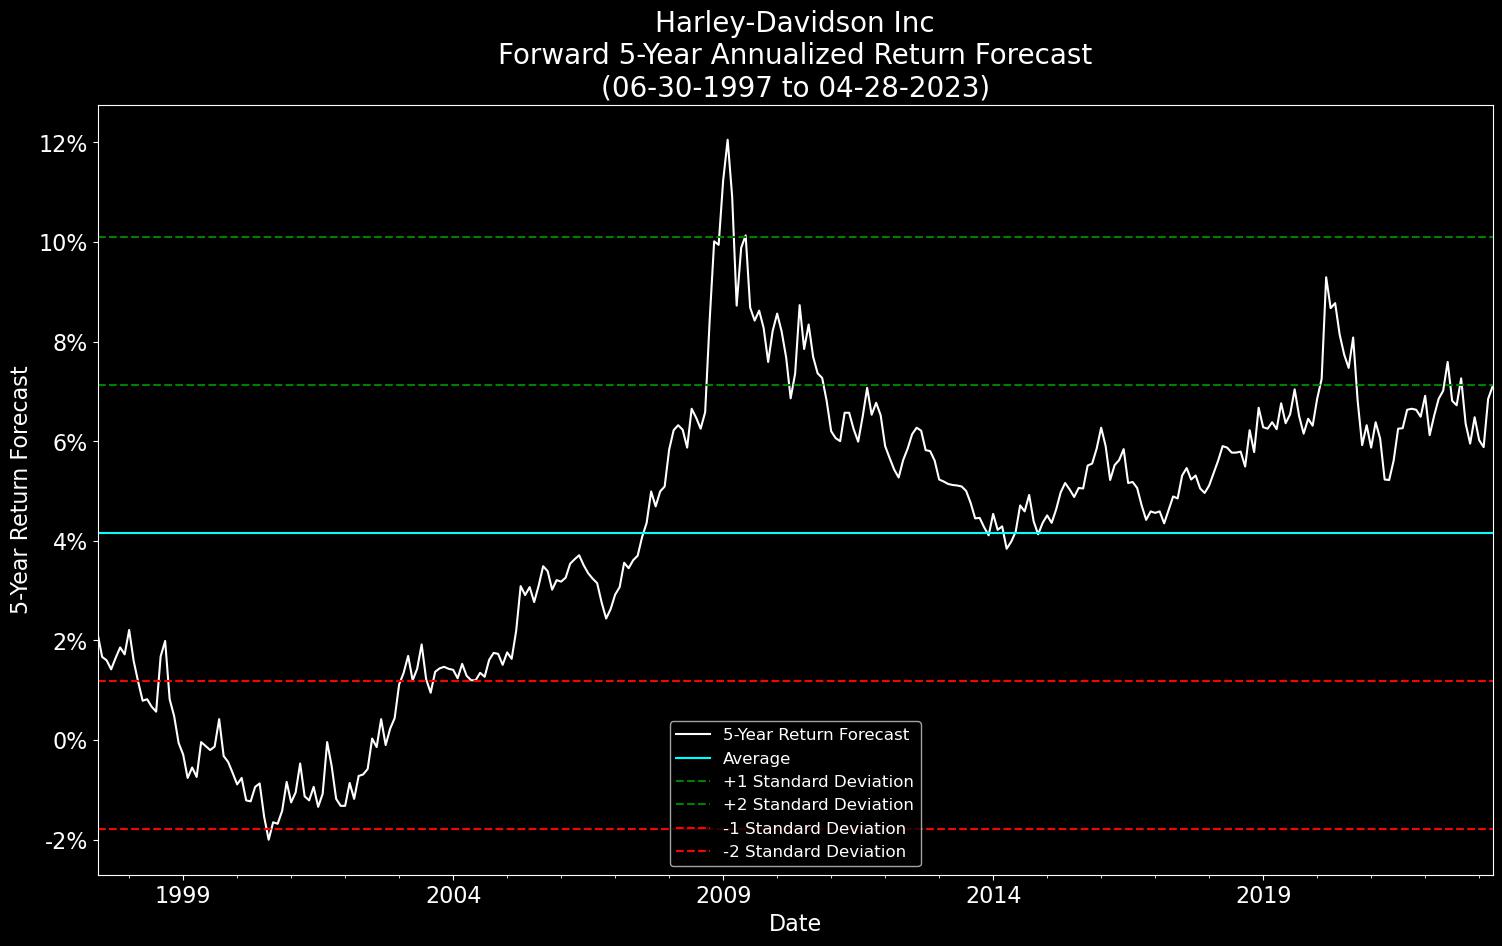 Harley-Davidson Inc
Forward 5-Year Annualized Return Forecast
(06-30-1997 to 04-28-2023)
12%
10%
8%
6%
4%
2%
0%
-2%
5-Year Return Forecast
5-Year Return Forecast
Average
+1 Standard Deviation
+2 Standard Deviation
-1 Standard Deviation
-2 Standard Deviation
1999 2004 2009 2014 2019
Date